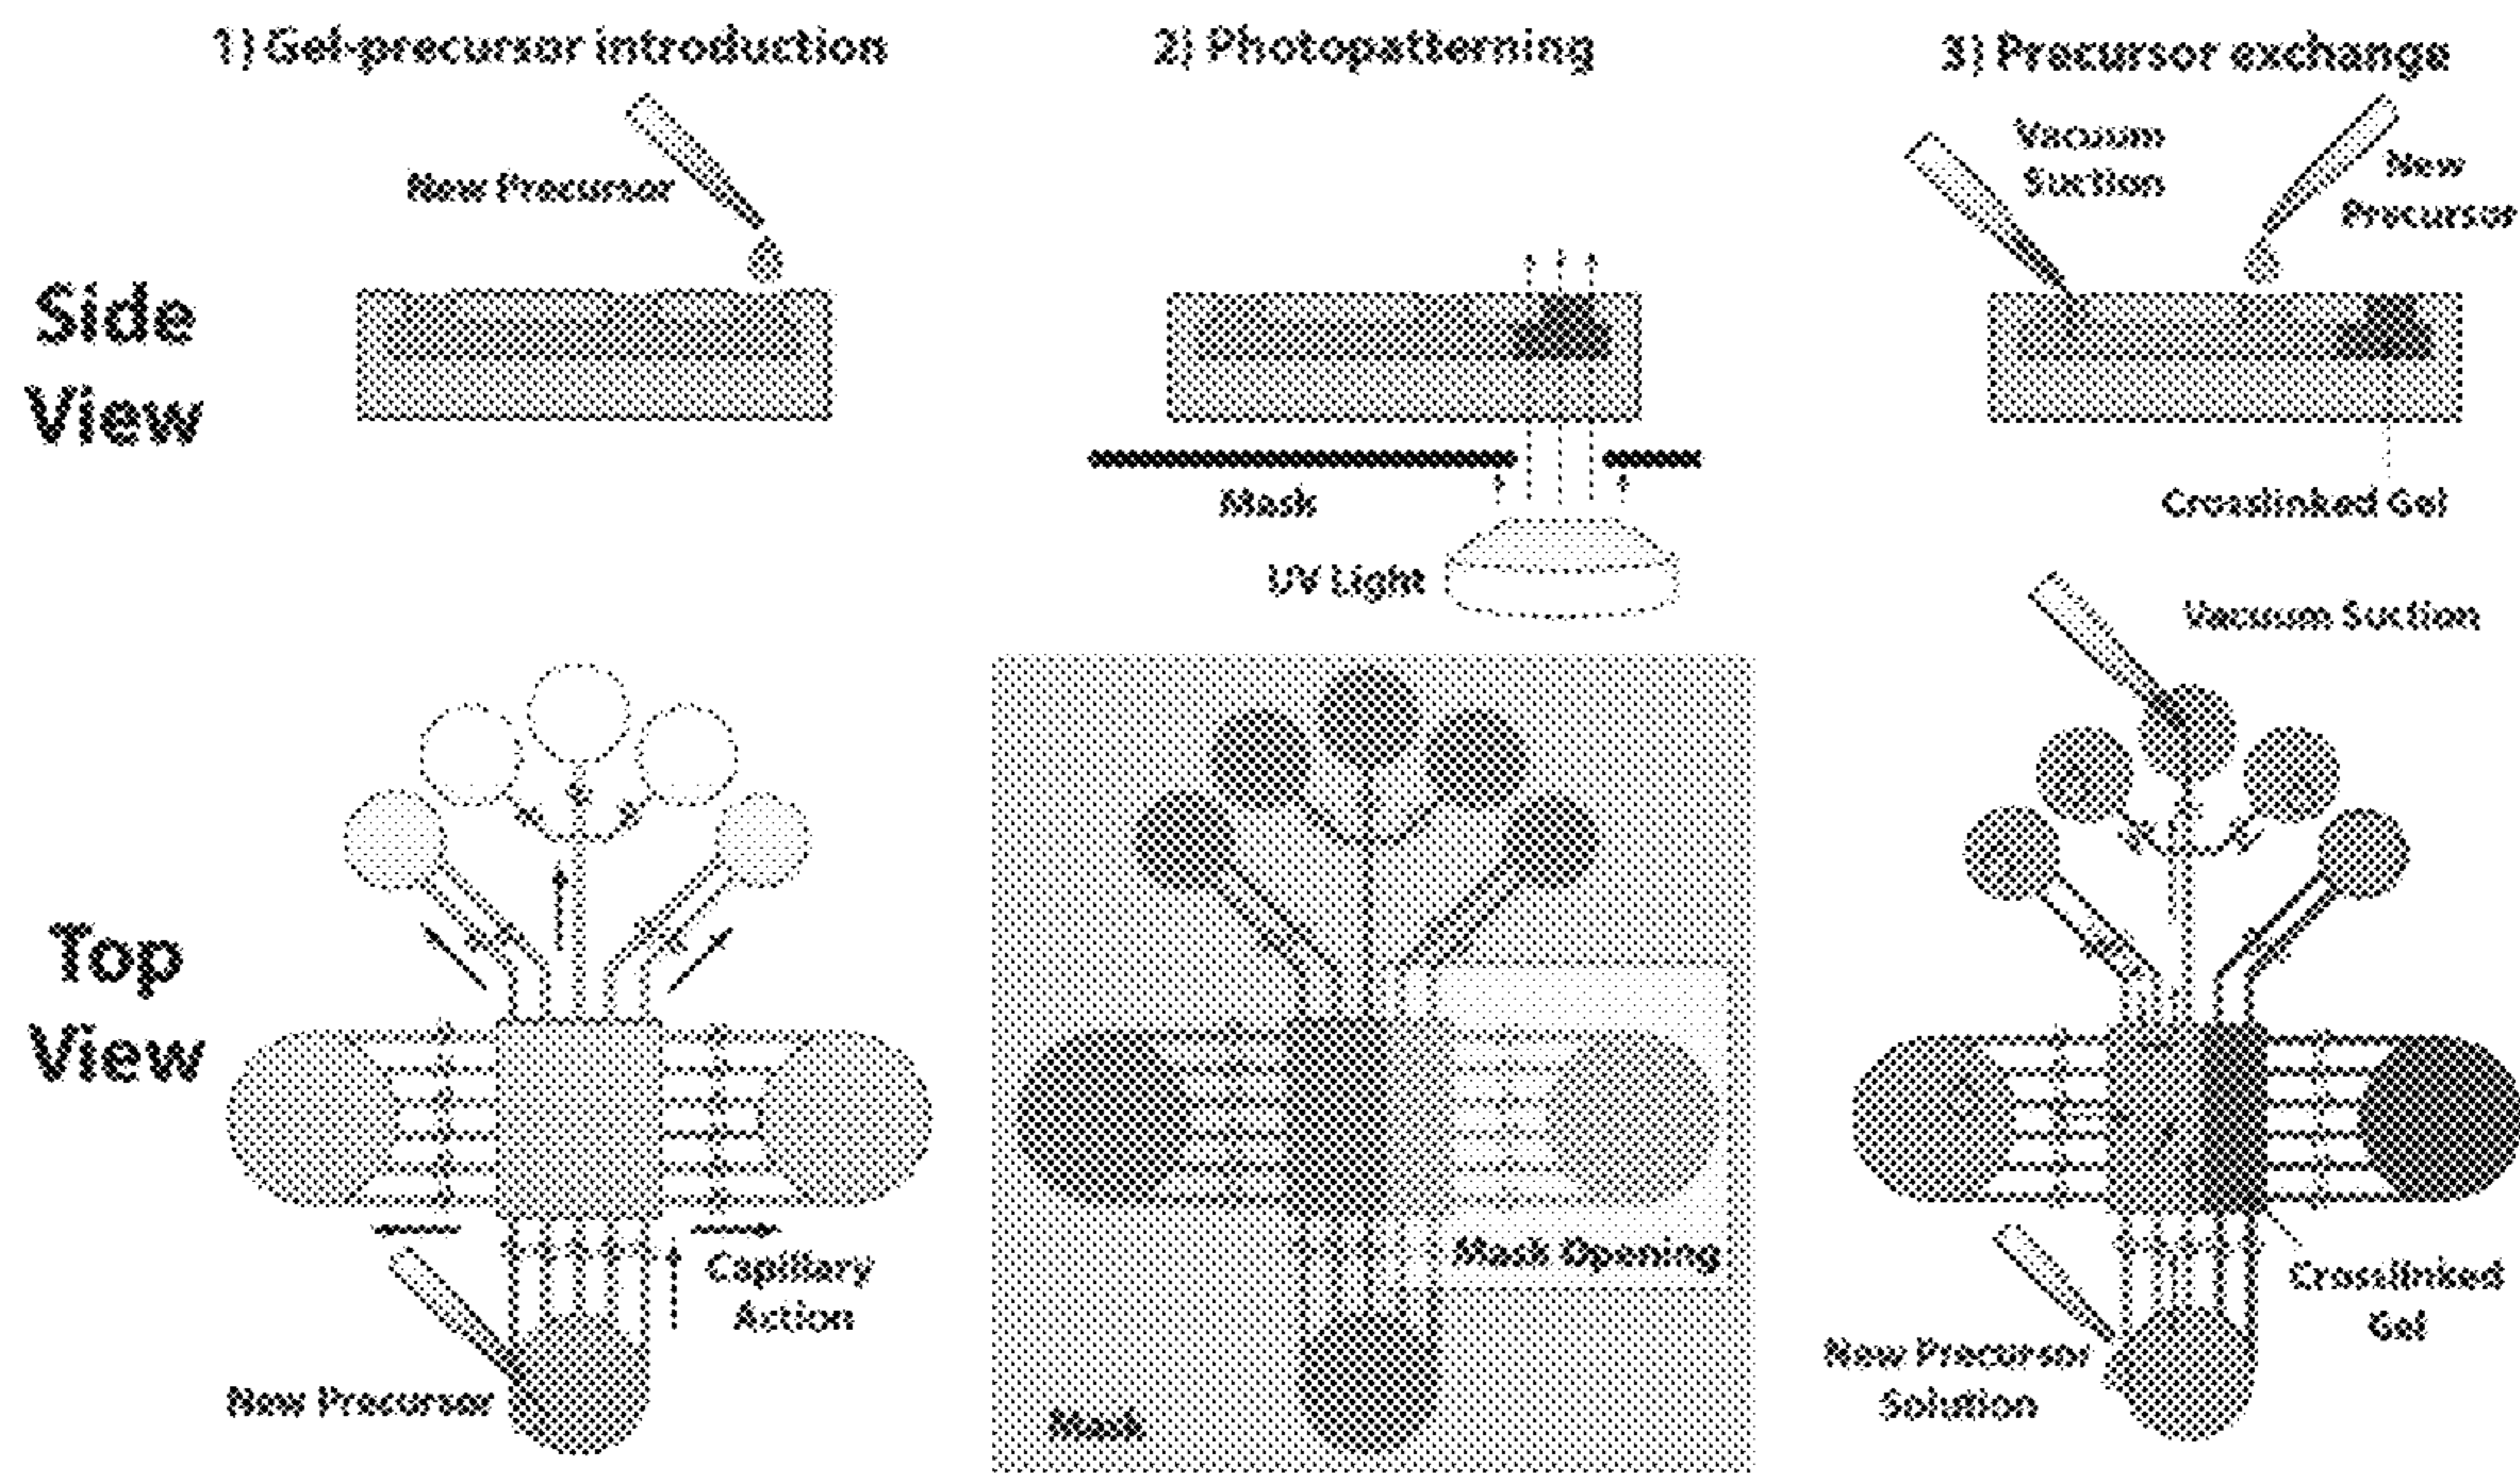 1) Gel-precursor introduction
2) Photopatterning
3) Precursor exchange
Side
View
New Precursor
Mask
UV Light
Vacuum
Suction
New
Precursor
Crosslinked Gel
Top
View
Capillary
Action
New Precursor
Mask Opening
Mask
Vacuum Suction
Crosslinked
Gel
New Precursor
Solution